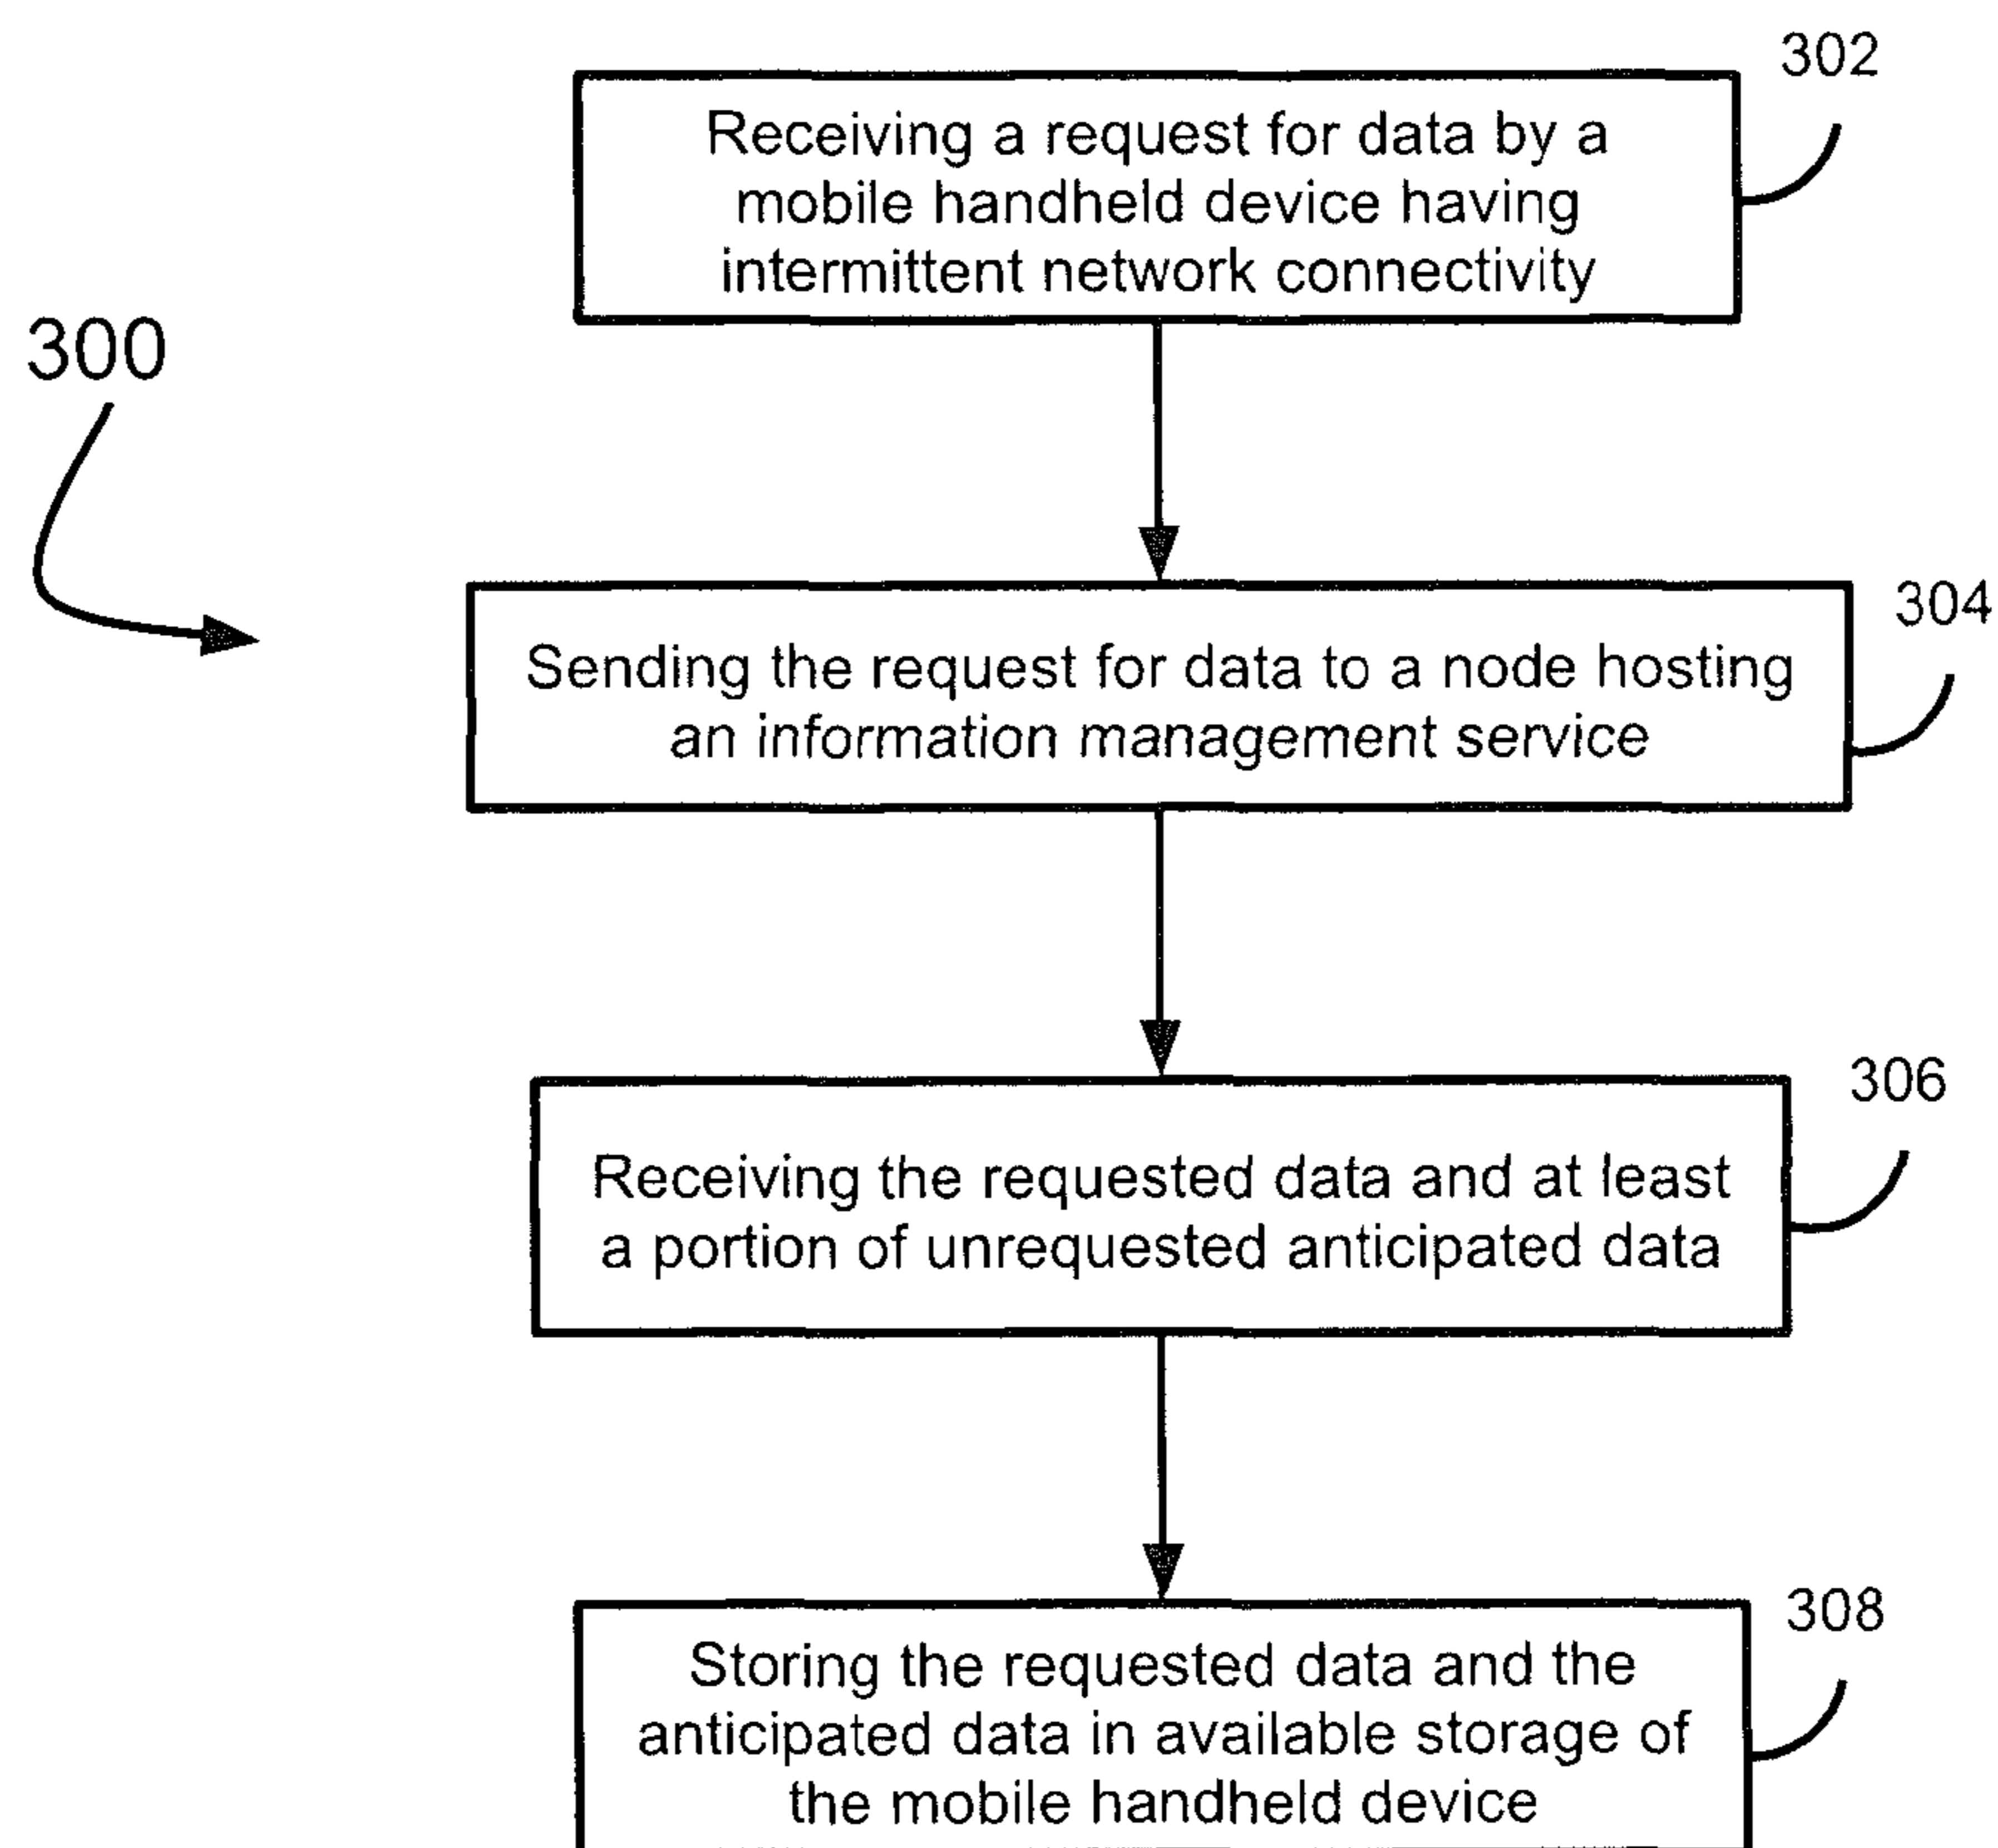 302
Receiving a request for data by a
mobile handheld device having
intermittent network connectivity
300
304
Sending the request for data to a node hosting
an information management service
306
Receiving the requested data and at least
a portion of unrequested anticipated data
308
Storing the requested data and the
anticipated data in available storage of
the mobile handheld device